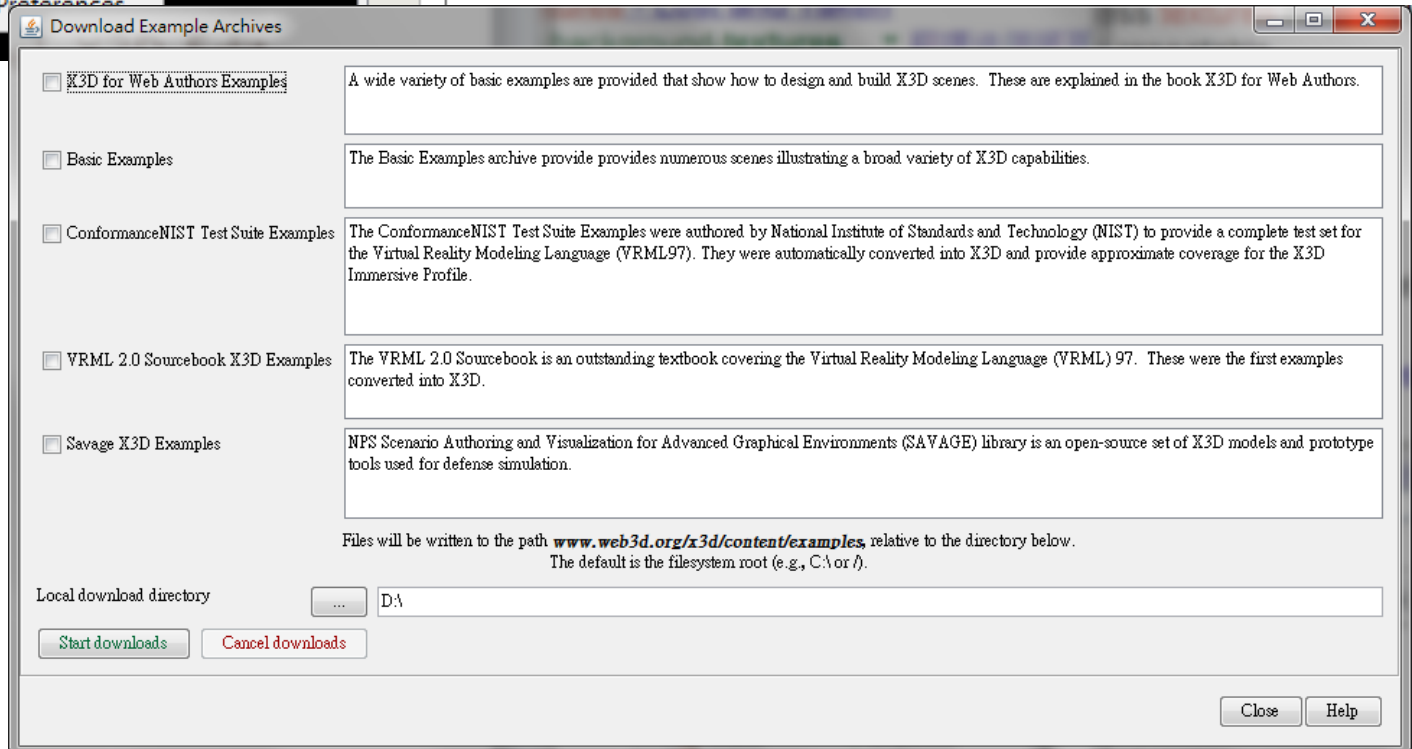 Preferences
Download Example Archives
X3D for Web Authors Examples
A wide variety of basic examples are provided that show how to design and build X3D scenes. These are explained in the book X3D for Web Authors.
Basic Examples
The Basic Examples archive provide provides numerous scenes illustrating a broad variety of X3D capabilities.
ConformanceNIST Test Suite Examples
The ConformanceNIST Test Suite Examples were authored by National Institute of Standards and Technology (NIST) to provide a complete test set for
the Virtual Reality Modeling Language (VRML97). They were automatically converted into X3D and provide approximate coverage for the X3D
Immersive Profile.
VRML 2.0 Sourcebook X3D Examples
The VRML 2.0 Sourcebook is an outstanding textbook covering the Virtual Reality Modeling Language (VRML) 97. These were the first examples
converted into X3D.
Savage X3D Examples
NPS Scenario Authoring and Visualization for Advanced Graphical Environments (SAVAGE) library is an open-source set of X3D models and prototype
tools used for defense simulation.
Files will be written to the path www.web3d.org/x3d/content/examples, relative to the directory below.
The default is the filesystem root (e.g., C:\ or /).
Local download directory
...
D:\
Start downloads
Cancel downloads
Close
Help